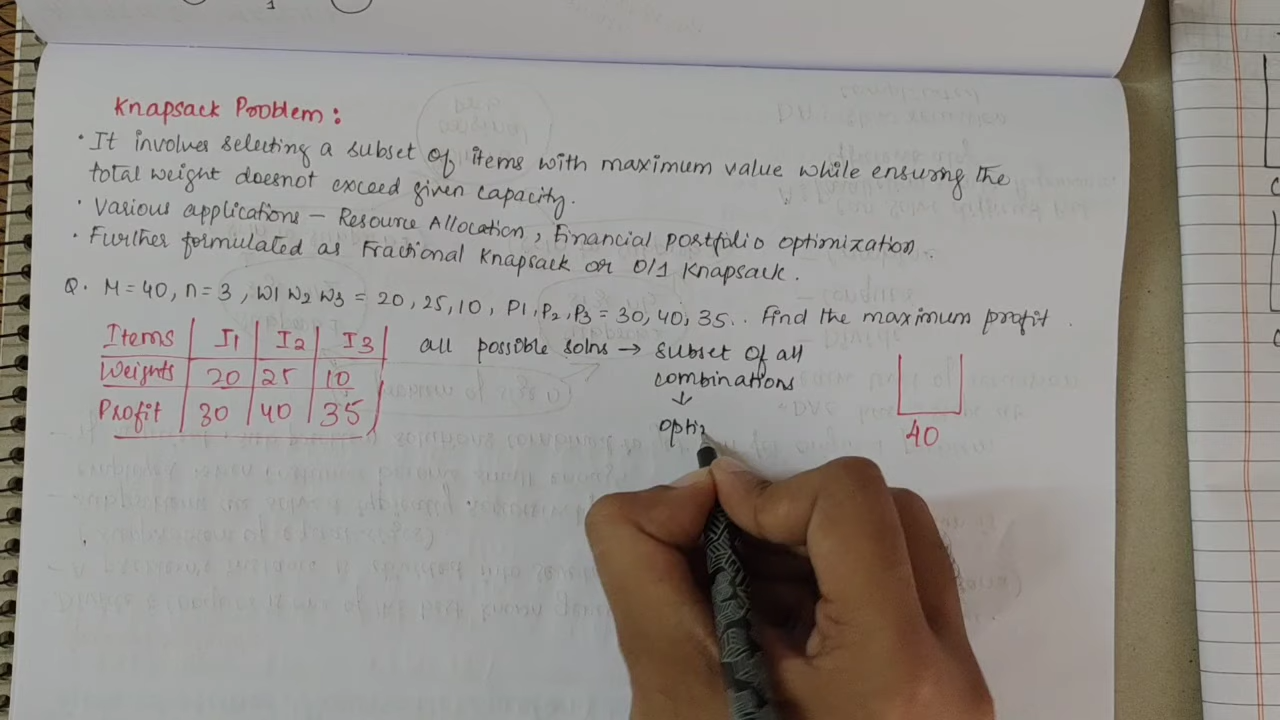 Knapsack Problem:
• It involves selecting a subset of items with maximum value while ensuring the
total weight doesnot exceed given capacity.
• Various applications – Resource Allocation, Financial portfolio optimization.
• Further formulated as Fractional Knapsack or 0/1 Knapsack.
Q. M=40, n=3, W1 W2 W3 = 20, 25, 10, P1, P2, P3 = 30, 40, 35.. Find the maximum profit.
Items I1 I2 I3
Weights 20 25 10
Profit 30 40 35
all possible solns → subset of all
combinations
↓
opti
40